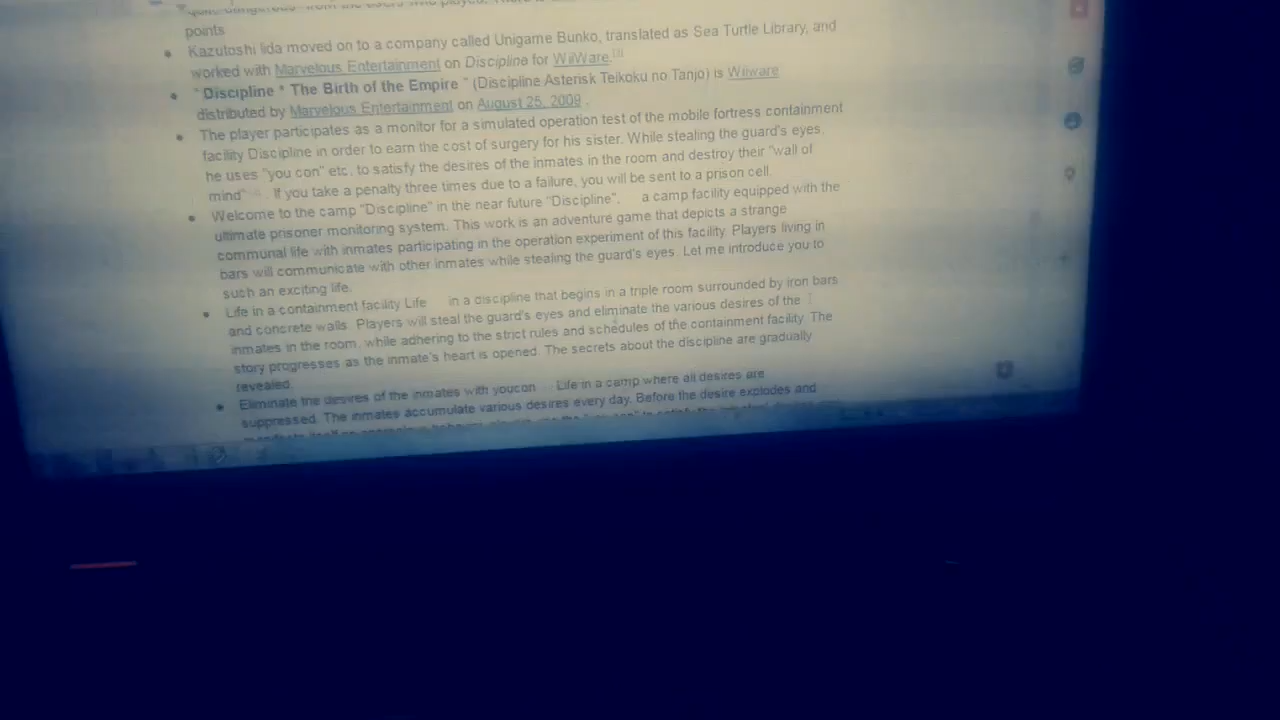 points
Kazutoshi Iida moved on to a company called Unigame Bunko, translated as Sea Turtle Library, and
worked with Marvelous Entertainment on Discipline for WiiWare.
" Discipline * The Birth of the Empire " (Discipline Asterisk Teikoku no Tanjo) is Wiiware
distributed by Marvelous Entertainment on August 25, 2009 .
The player participates as a monitor for a simulated operation test of the mobile fortress containment
facility Discipline in order to earn the cost of surgery for his sister. While stealing the guard's eyes,
he uses "you con" etc. to satisfy the desires of the inmates in the room and destroy their "wall of
mind" . If you take a penalty three times due to a failure, you will be sent to a prison cell.
Welcome to the camp "Discipline" in the near future "Discipline", a camp facility equipped with the
ultimate prisoner monitoring system. This work is an adventure game that depicts a strange
communal life with inmates participating in the operation experiment of this facility. Players living in
bars will communicate with other inmates while stealing the guard's eyes. Let me introduce you to
such an exciting life.
Life in a containment facility Life in a discipline that begins in a triple room surrounded by iron bars
and concrete walls. Players will steal the guard's eyes and eliminate the various desires of the
inmates in the room, while adhering to the strict rules and schedules of the containment facility. The
story progresses as the inmate's heart is opened. The secrets about the discipline are gradually
revealed.
Eliminate the desires of the inmates with youcon Life in a camp where all desires are
suppressed. The inmates accumulate various desires every day. Before the desire explodes and